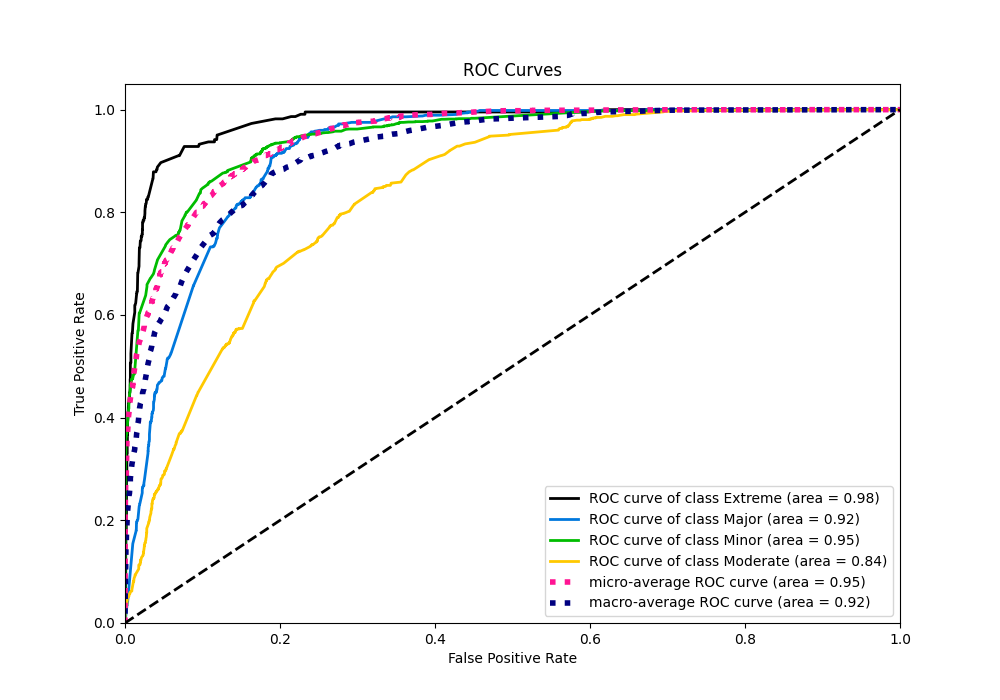 ROC Curves
True Positive Rate
1.0
0.8
0.6
0.4
0.2
0.0
ROC curve of class Extreme (area = 0.98)
ROC curve of class Major (area = 0.92)
ROC curve of class Minor (area = 0.95)
ROC curve of class Moderate (area = 0.84)
micro-average ROC curve (area = 0.95)
macro-average ROC curve (area = 0.92)
0.0 0.2 0.4 0.6 0.8 1.0
False Positive Rate